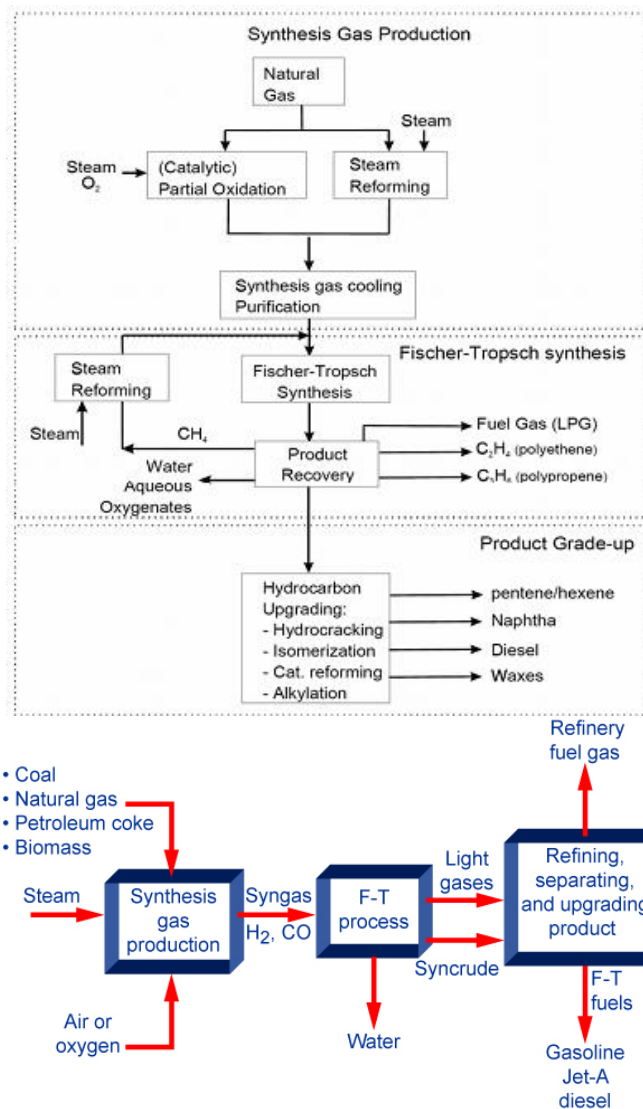 Synthesis Gas Production
Natural
Gas
Steam
Steam
O₂
(Catalytic)
Partial Oxidation
Steam
Reforming
Synthesis gas cooling
Purification
Fischer-Tropsch synthesis
Steam
Reforming
Fischer-Tropsch
Synthesis
Steam
CH₄
Product
Recovery
Fuel Gas (LPG)
C₂H₄ (polyethene)
(polypropene)
Water
Aqueous
Oxygenates
Product Grade-up
Hydrocarbon
Upgrading:
- Hydrocracking
- Isomerization
- Cat. reforming
- Alkylation
pentene/hexene
Naphtha
Diesel
Waxes
Refinery
fuel gas
• Coal
• Natural gas
• Petroleum coke
• Biomass
Steam
Synthesis
gas
production
Syngas
H₂, CO
F-T
process
Light
gases
Syncrude
Refining,
separating,
and upgrading
product
Air or
oxygen
Water
F-T
fuels
Gasoline
Jet-A
diesel